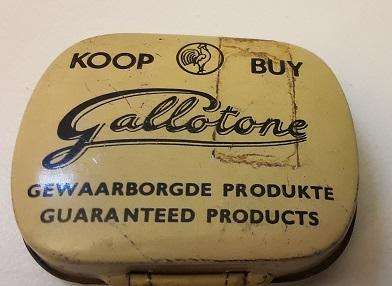 KOOP BUY
Gallotone
GEWAARBORGDE PRODUKTE
GUARANTEED PRODUCTS